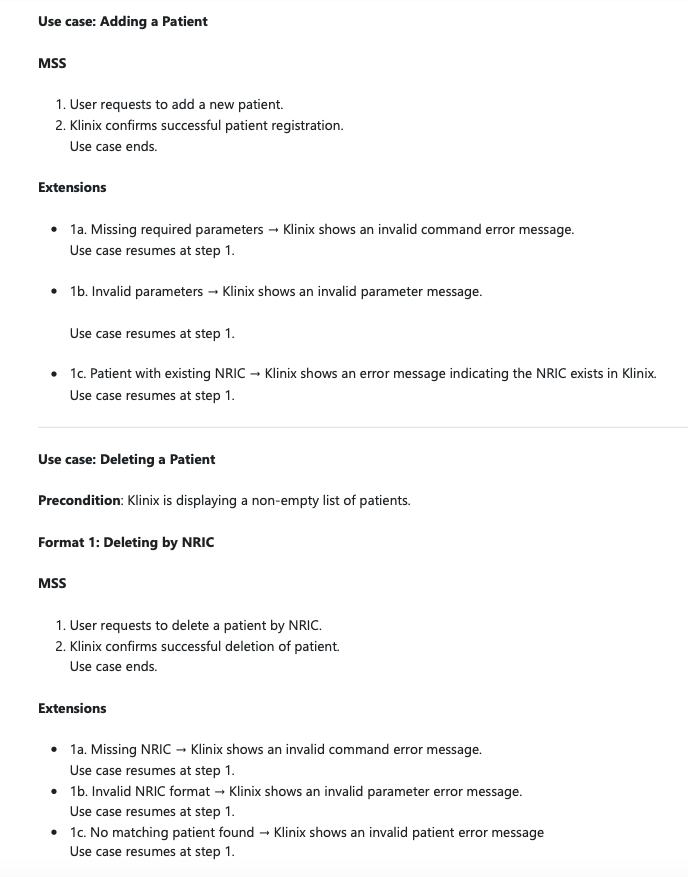 Use case: Adding a Patient
MSS
1. User requests to add a new patient.
2. Klinix confirms successful patient registration.
Use case ends.
Extensions
• 1a. Missing required parameters → Klinix shows an invalid command error message.
Use case resumes at step 1.
• 1b. Invalid parameters → Klinix shows an invalid parameter message.
Use case resumes at step 1.
• 1c. Patient with existing NRIC → Klinix shows an error message indicating the NRIC exists in Klinix.
Use case resumes at step 1.
Use case: Deleting a Patient
Precondition: Klinix is displaying a non-empty list of patients.
Format 1: Deleting by NRIC
MSS
1. User requests to delete a patient by NRIC.
2. Klinix confirms successful deletion of patient.
Use case ends.
Extensions
• 1a. Missing NRIC → Klinix shows an invalid command error message.
Use case resumes at step 1.
• 1b. Invalid NRIC format → Klinix shows an invalid parameter error message.
Use case resumes at step 1.
• 1c. No matching patient found → Klinix shows an invalid patient error message
Use case resumes at step 1.